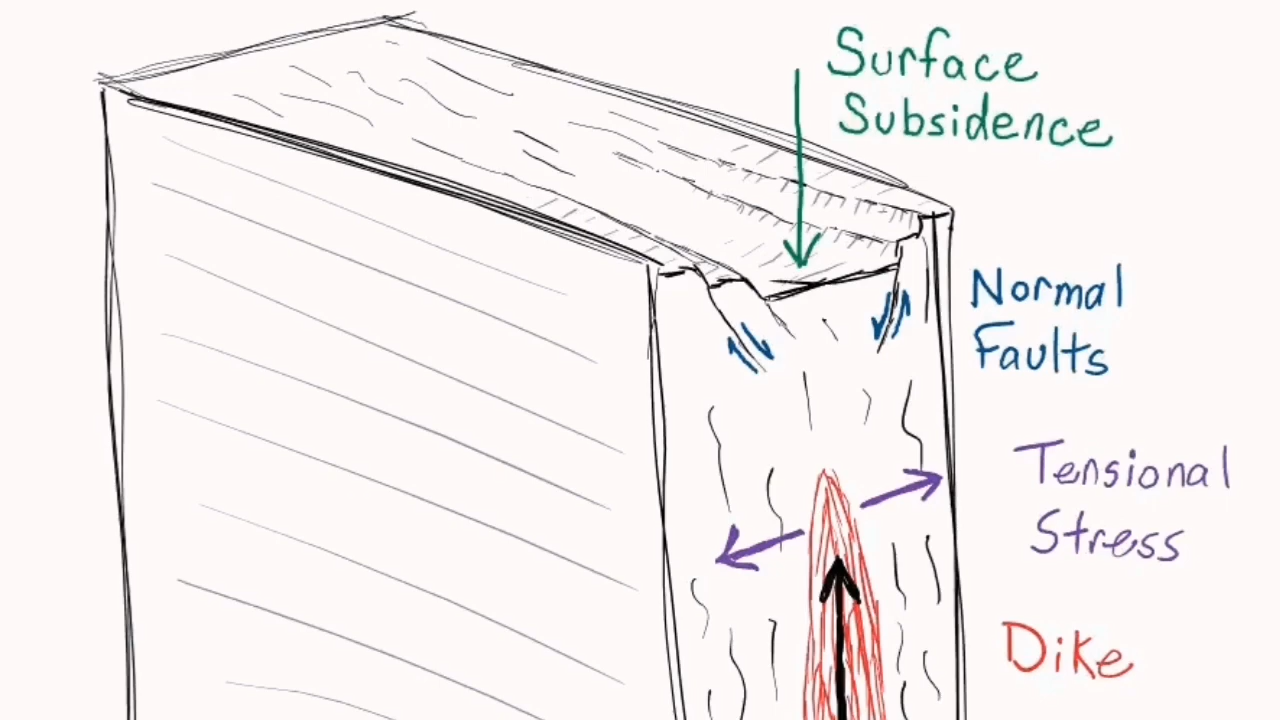 Surface
Subsidence
Normal
Faults
Tensional
Stress
Dike